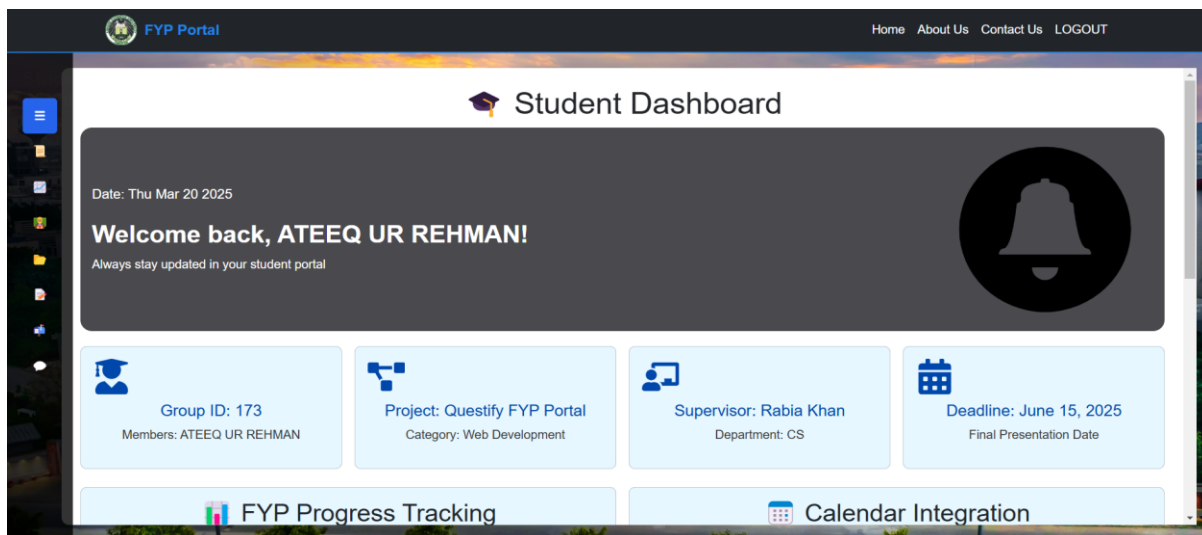 FYP Portal
Home About Us Contact Us LOGOUT
Student Dashboard
Date: Thu Mar 20 2025
Welcome back, ATEEQ UR REHMAN!
Always stay updated in your student portal
Group ID: 173
Members: ATEEQ UR REHMAN
Project: Questify FYP Portal
Category: Web Development
Supervisor: Rabia Khan
Department: CS
Deadline: June 15, 2025
Final Presentation Date
FYP Progress Tracking
Calendar Integration